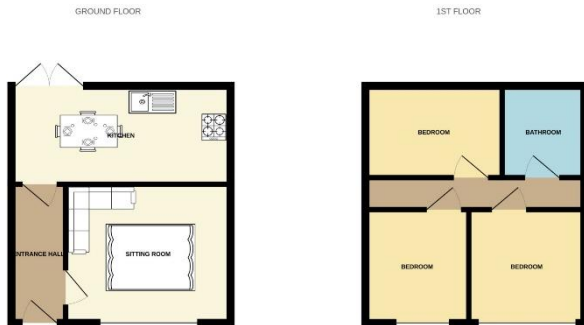 GROUND FLOOR
KITCHEN
ENTRANCE HALL
SITTING ROOM
1ST FLOOR
BEDROOM
BATHROOM
BEDROOM
BEDROOM